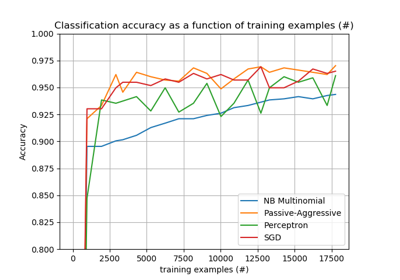 Classification accuracy as a function of training examples (#)
1.000
0.975
0.950
0.925
0.900
0.875
0.850
0.825
0.800
Accuracy
NB Multinomial
Passive-Aggressive
Perceptron
SGD
0 2500 5000 7500 10000 12500 15000 17500
training examples (#)